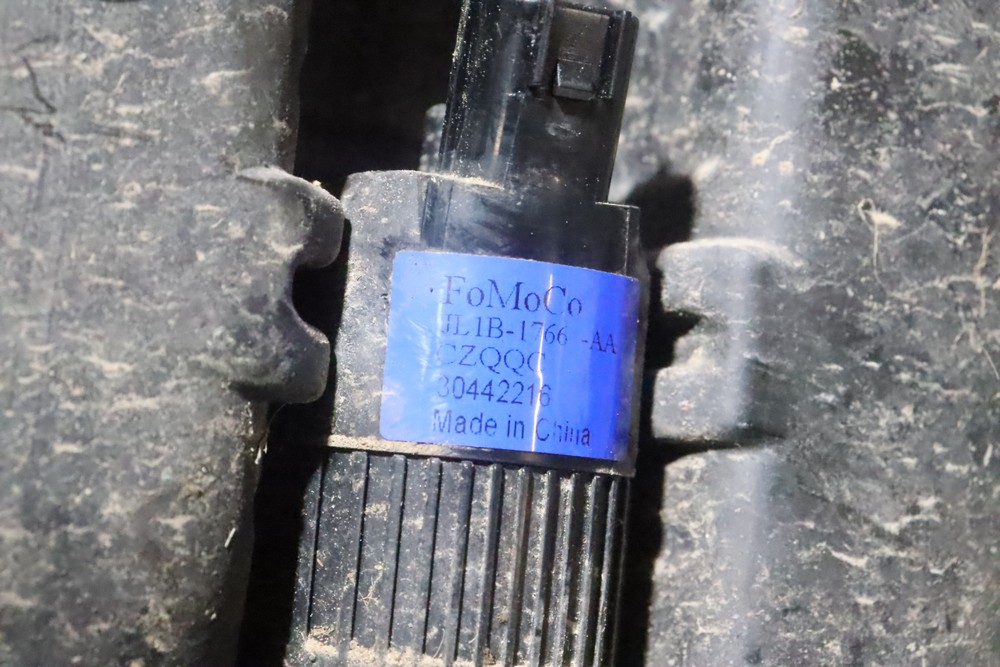 FoMoCo
JL1B-1766 -AA
CZQQC
30442216
Made in China